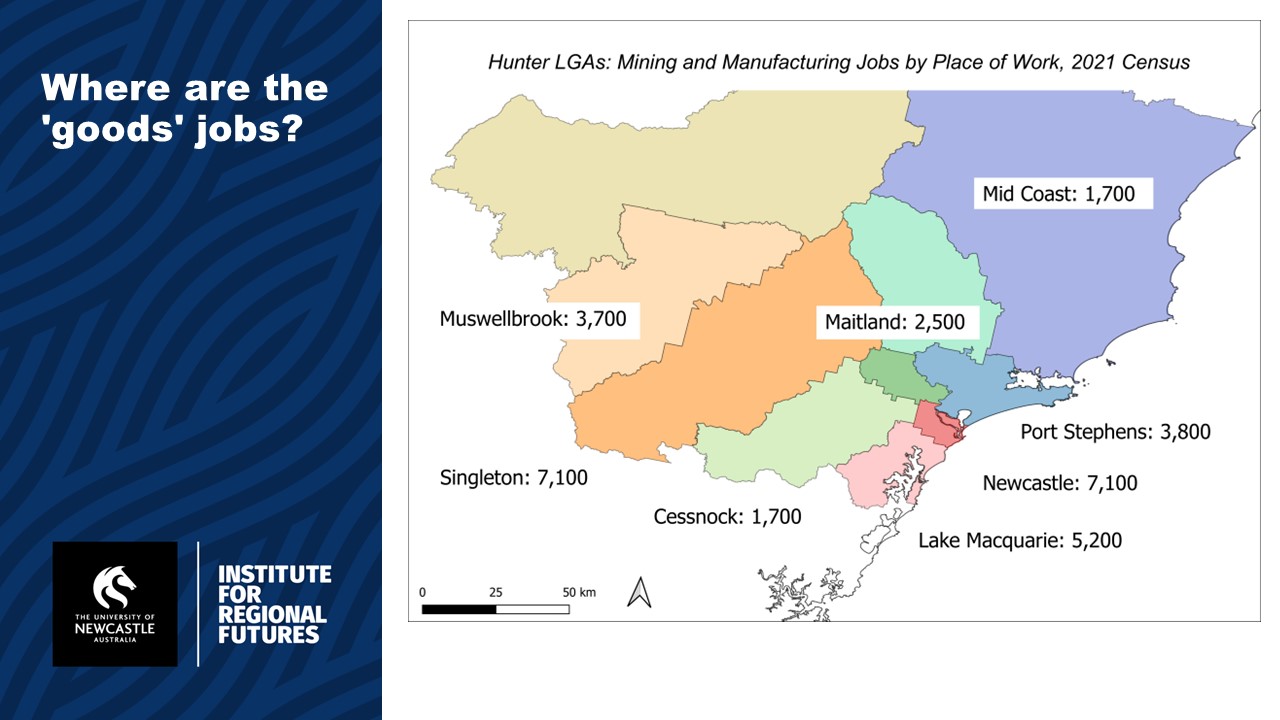 Where are the
'goods' jobs?
THE UNIVERSITY OF
NEWCASTLE
AUSTRALIA
INSTITUTE
FOR
REGIONAL
FUTURES
Hunter LGAs: Mining and Manufacturing Jobs by Place of Work, 2021 Census
Mid Coast: 1,700
Muswellbrook: 3,700
Maitland: 2,500
Port Stephens: 3,800
Singleton: 7,100
Newcastle: 7,100
Cessnock: 1,700
Lake Macquarie: 5,200
0 25 50 km